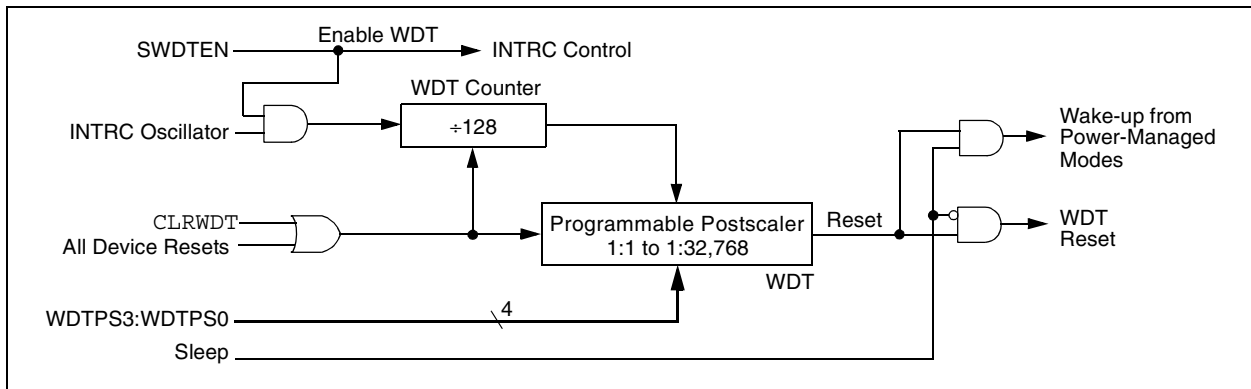 SWDTEN
Enable WDT
INTRC Control
WDT Counter
INTRC Oscillator
÷128
Wake-up from
Power-Managed
Modes
CLRWDT
All Device Resets
Programmable Postscaler
1:1 to 1:32,768
Reset
WDT
Reset
WDT
WDTPS3:WDTPS0
4
Sleep